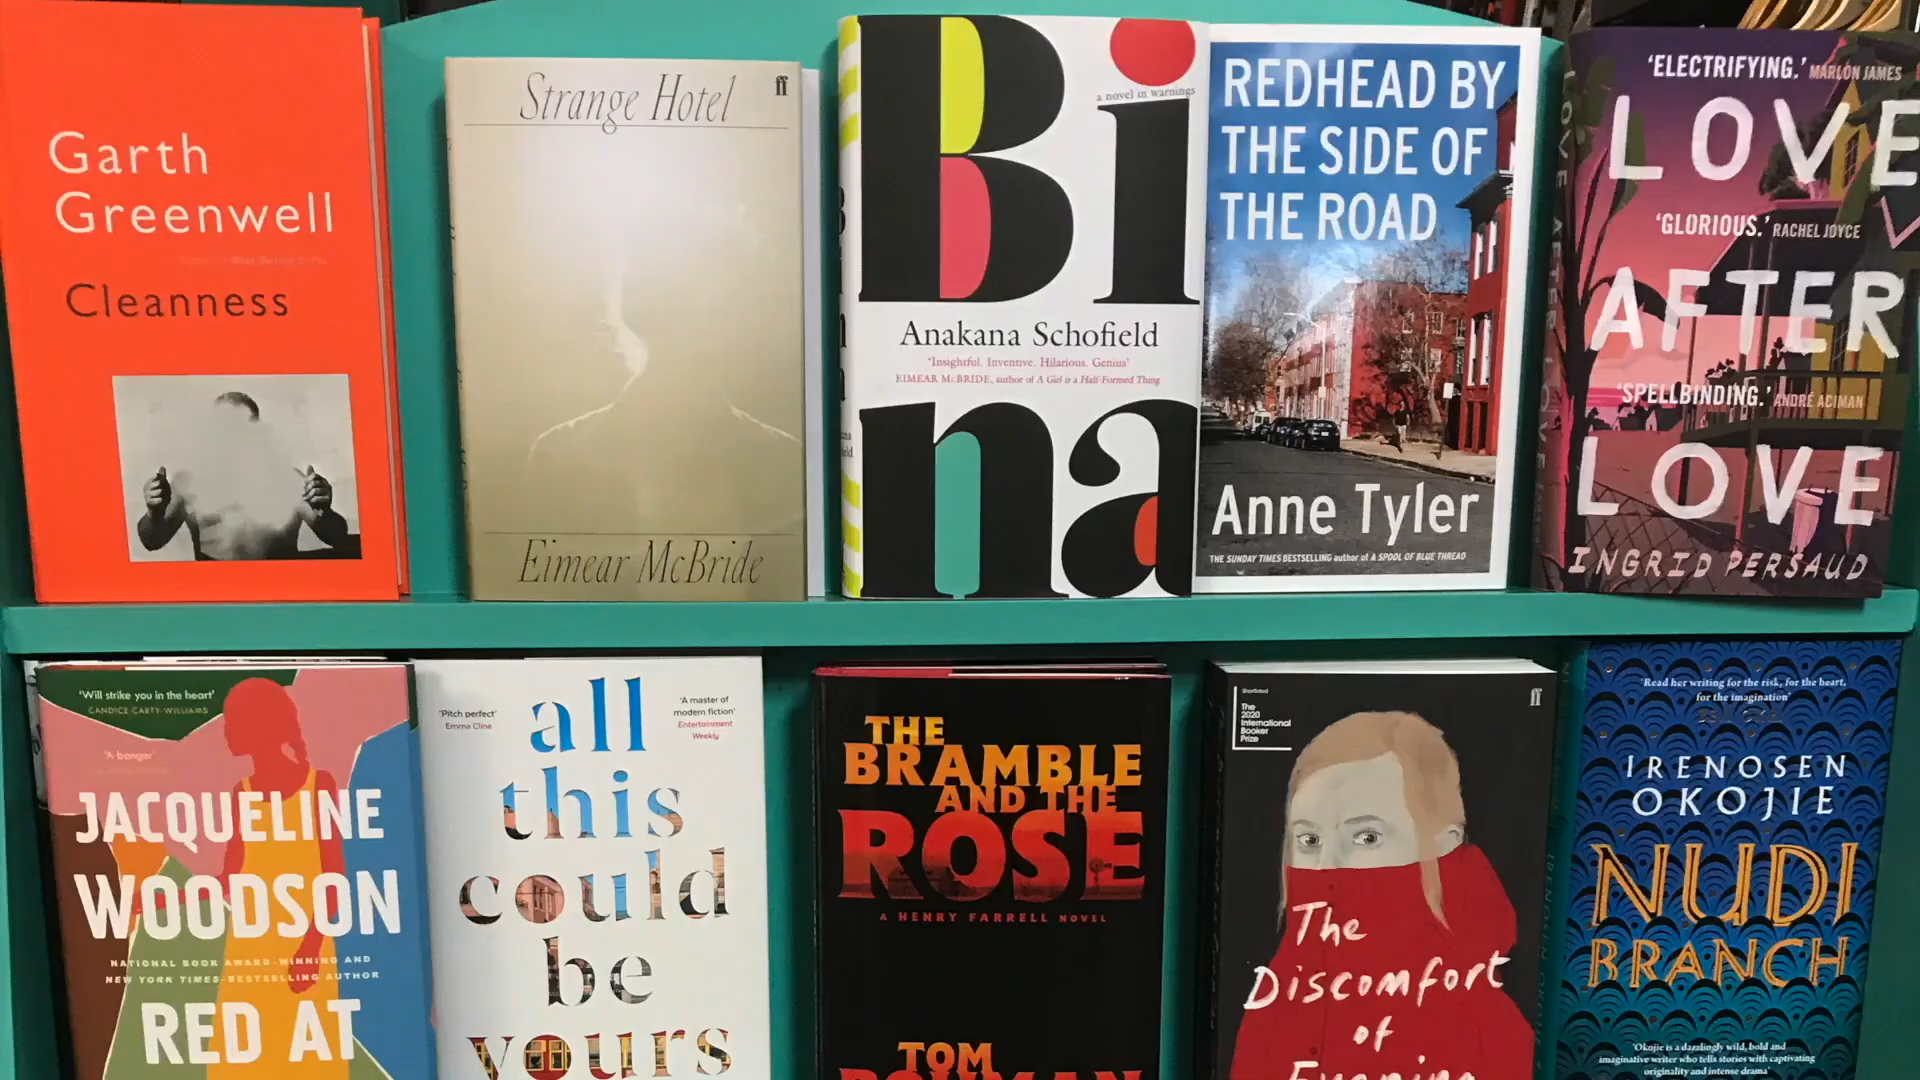 Garth
Greenwell
Cleanness
Strange Hotel
ff
Eimear McBride
Bi
a novel in warnings
Anakana Schofield
'Insightful. Inventive. Hilarious. Genius'
EIMEAR McBRIDE, author of A Girl is a Half-Formed Thing
na
REDHEAD BY
THE SIDE OF
THE ROAD
Anne Tyler
THE SUNDAY TIMES BESTSELLING author of A SPOOL OF BLUE THREAD
'ELECTRIFYING.' MARLON JAMES
LOVE
'GLORIOUS.' RACHEL JOYCE
AFTER
'SPELLBINDING.' ANDRÉ ACIMAN
LOVE
INGRID PERSAUD
'Will strike you in the heart'
CANDICE CARTY-WILLIAMS
'A banger'
JACQUELINE
WOODSON
NATIONAL BOOK AWARD-WINNING AND
NEW YORK TIMES-BESTSELLING AUTHOR
RED AT
'Pitch perfect'
Emma Cline
'A master of
modern fiction'
Entertainment
Weekly
all
this
could
be
yours
THE
BRAMBLE
AND THE
ROSE
A HENRY FARRELL NOVEL
TOM
Shortlisted
The
2020
International
Booker
Prize
ff
The
Discomfort
of
Evening
'Read her writing for the risk, for the heart,
for the imagination'
IRENOSEN
OKOJIE
NUDI
BRANCH
'Okojie is a dazzlingly wild, bold and
imaginative writer who tells stories with captivating
originality and intense drama'